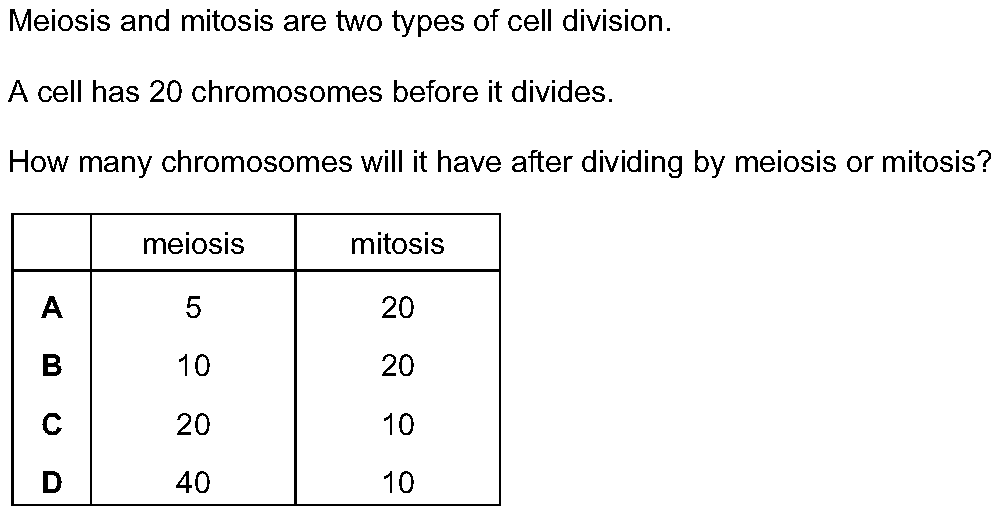 Meiosis and mitosis are two types of cell division.
A cell has 20 chromosomes before it divides.
How many chromosomes will it have after dividing by meiosis or mitosis?
meiosis mitosis
A 5 20
B 10 20
C 20 10
D 40 10